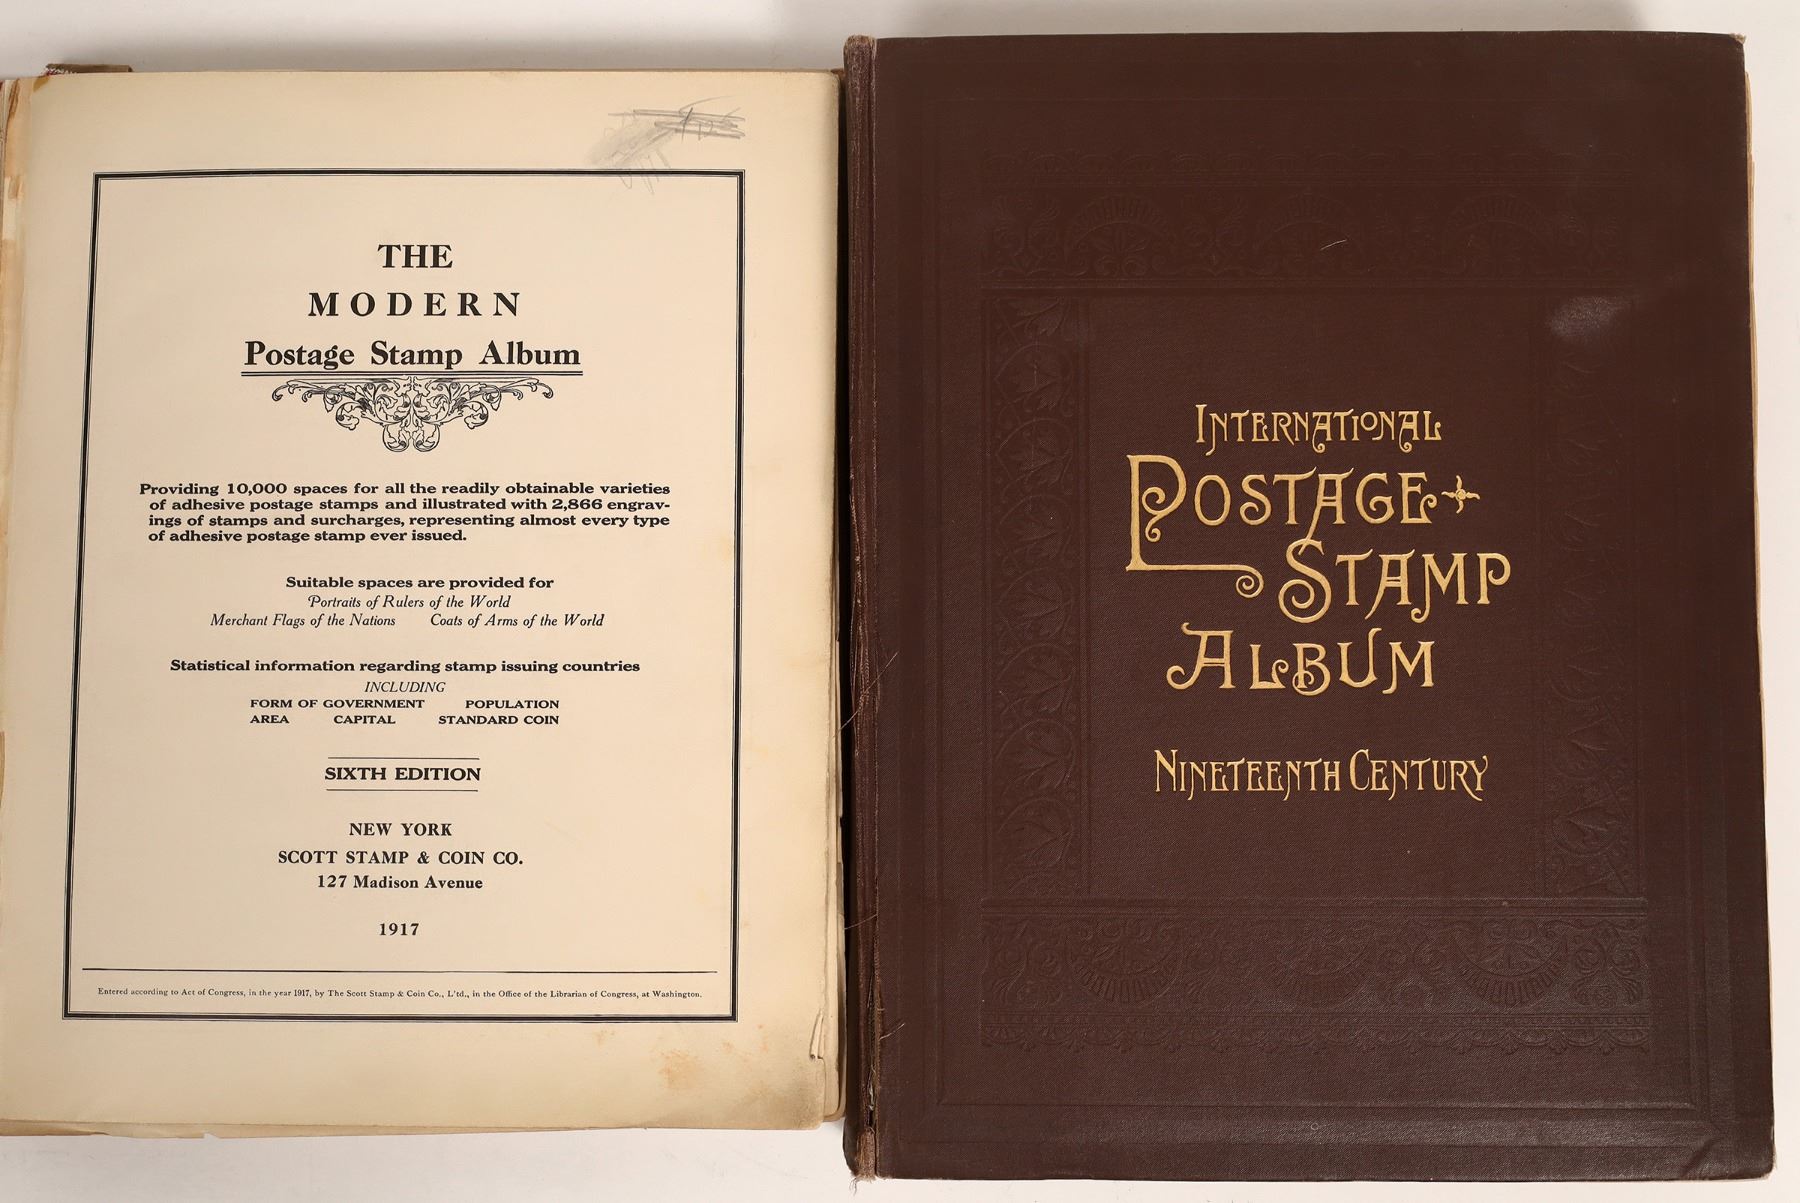 THE
MODERN
Postage Stamp Album
Providing 10,000 spaces for all the readily obtainable varieties
of adhesive postage stamps and illustrated with 2,866 engrav-
ings of stamps and surcharges, representing almost every type
of adhesive postage stamp ever issued.
Suitable spaces are provided for
Portraits of Rulers of the World
Merchant Flags of the Nations Coats of Arms of the World
Statistical information regarding stamp issuing countries
INCLUDING
FORM OF GOVERNMENT POPULATION
AREA CAPITAL STANDARD COIN
SIXTH EDITION
NEW YORK
SCOTT STAMP & COIN CO.
127 Madison Avenue
1917
Entered according to Act of Congress, in the year 1917, by The Scott Stamp & Coin Co., L't'd., in the Office of the Librarian of Congress, at Washington.
INTERNATIONAL
POSTAGE
STAMP
ALBUM
NINETEENTH CENTURY